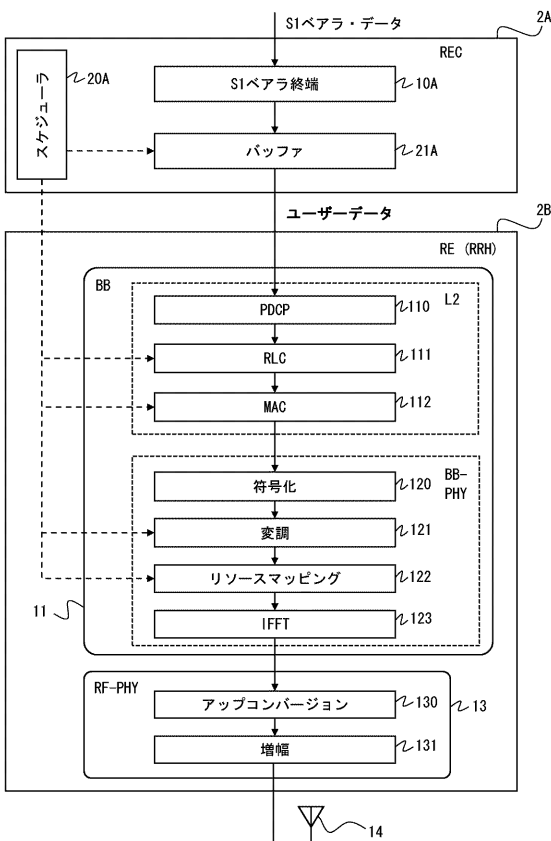 S1ベアラ・データ
2A
REC
スケジューラ
20A
S1ベアラ終端
10A
バッファ
21A
ユーザーデータ
2B
RE (RRH)
BB
L2
PDCP
110
RLC
111
MAC
112
BB-
PHY
符号化
120
変調
121
リソースマッピング
122
IFFT
123
11
RF-PHY
アップコンバージョン
130
13
増幅
131
14